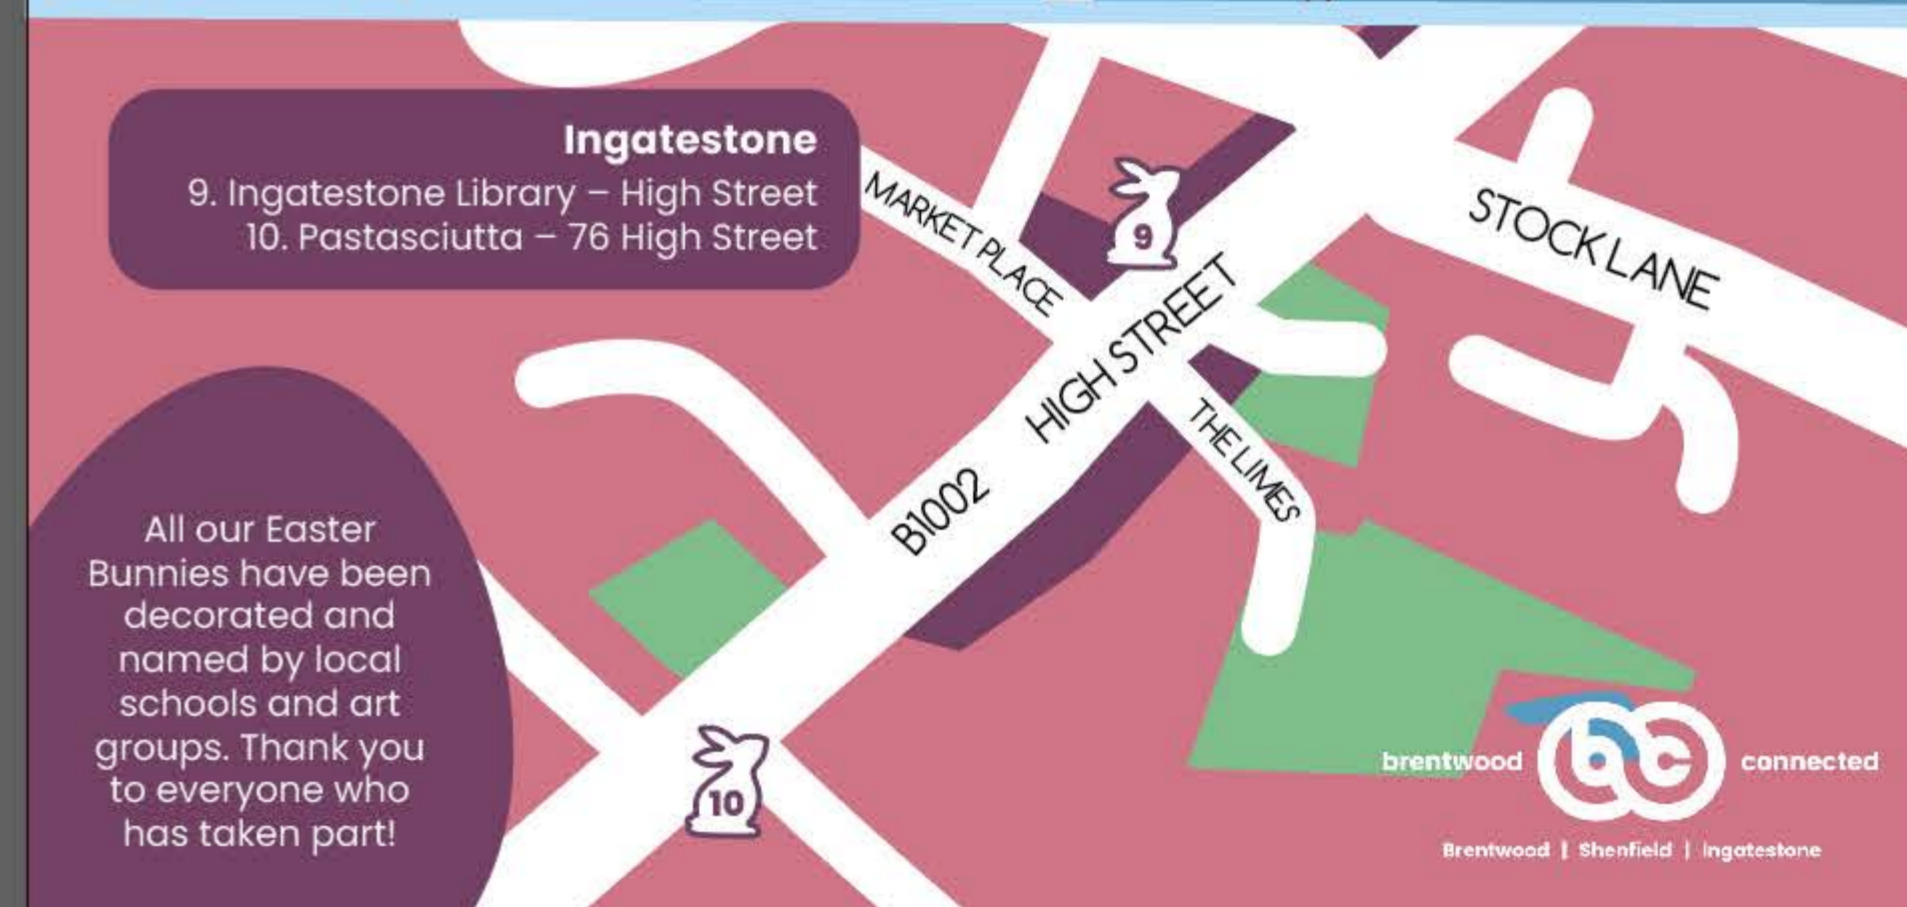 Ingatestone
9. Ingatestone Library – High Street
10. Pastasciutta – 76 High Street
MARKET PLACE
9
STOCK LANE
HIGH STREET
THE LIMES
B1002
All our Easter
Bunnies have been
decorated and
named by local
schools and art
groups. Thank you
to everyone who
has taken part!
10
brentwood bc connected
Brentwood | Shenfield | Ingatestone